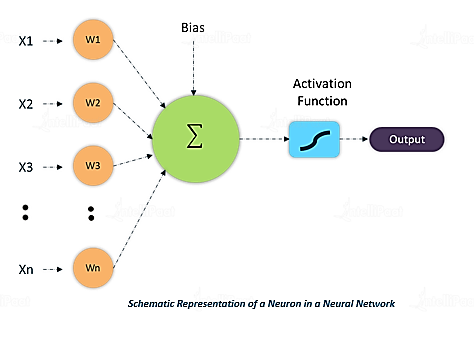 Bias
X1 W1
Activation
Function
X2 W2
Σ
Output
X3 W3
Xn Wn
Schematic Representation of a Neuron in a Neural Network